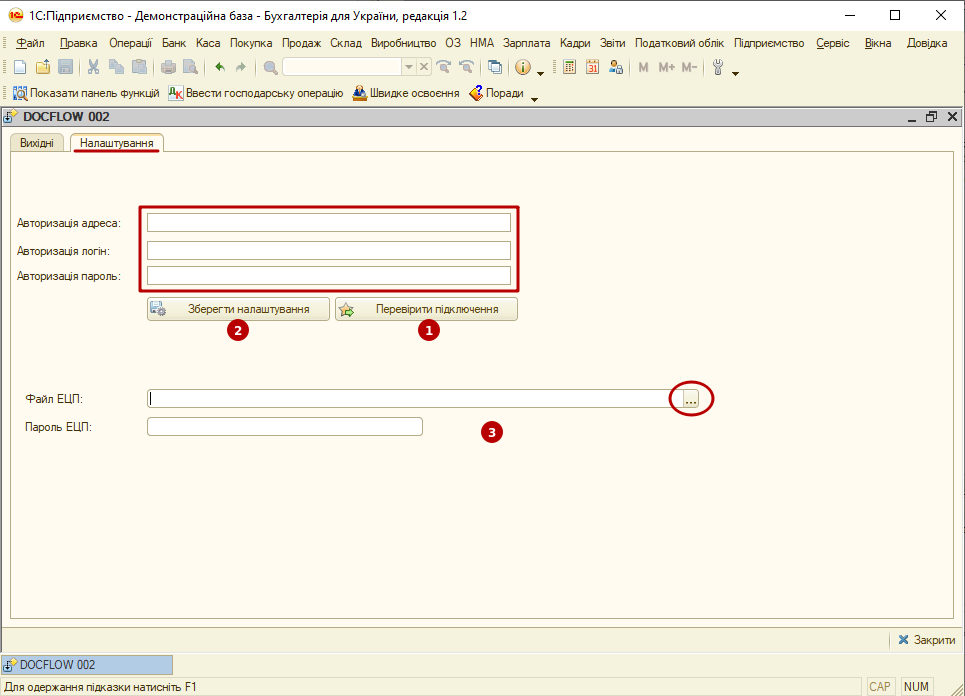 1С:Підприємство - Демонстраційна база - Бухгалтерія для України, редакція 1.2
Файл Правка Операції Банк Каса Покупка Продаж Склад Виробництво ОЗ НМА Зарплата Кадри Звіти Податковий облік Підприємство Сервіс Вікна Довідка
31 M M+ M-
Показати панель функцій Ввести господарську операцію Швидке освоєння Поради
DOCFLOW 002
Вихідні Налаштування
Авторизація адреса:
Авторизація логін:
Авторизація пароль:
Зберегти налаштування Перевірити підключення
2 1
Файл ЕЦП: ...
Пароль ЕЦП:
3
Закрити
DOCFLOW 002
Для одержання підказки натисніть F1 CAP NUM